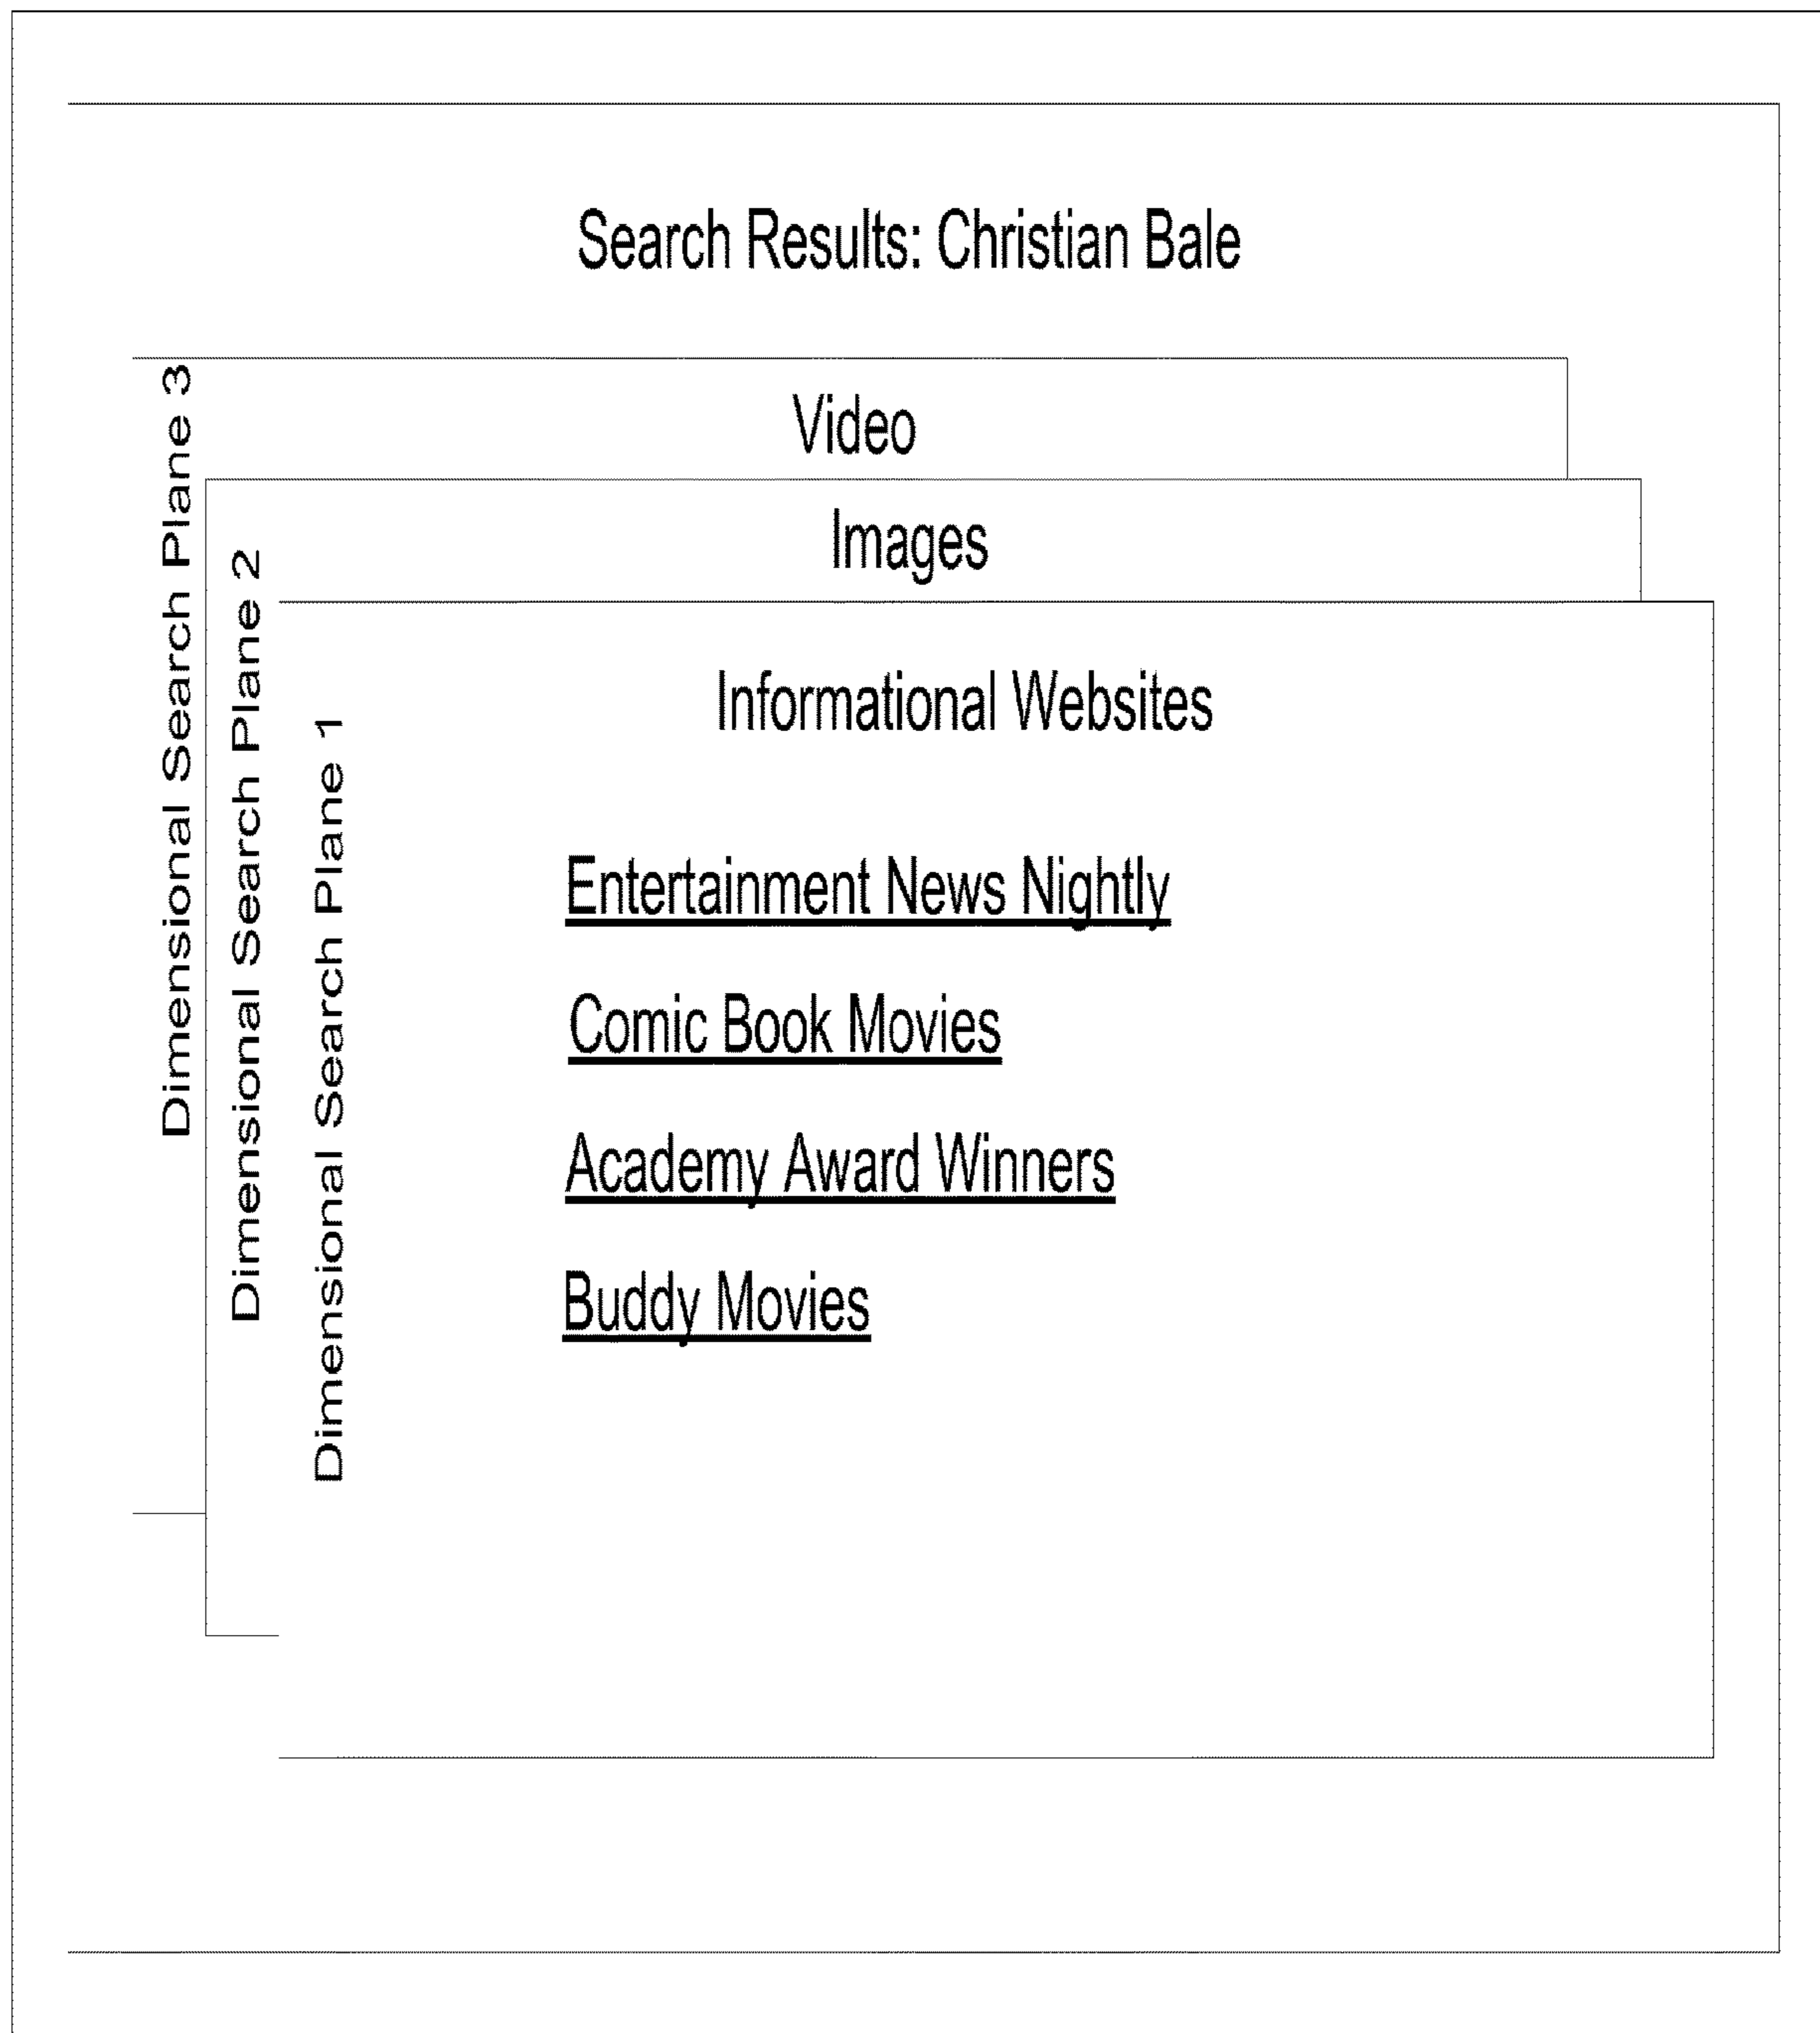 Search Results: Christian Bale
Dimensional Search Plane 3
Video
Dimensional Search Plane 2
Images
Dimensional Search Plane 1
Informational Websites
Entertainment News Nightly
Comic Book Movies
Academy Award Winners
Buddy Movies